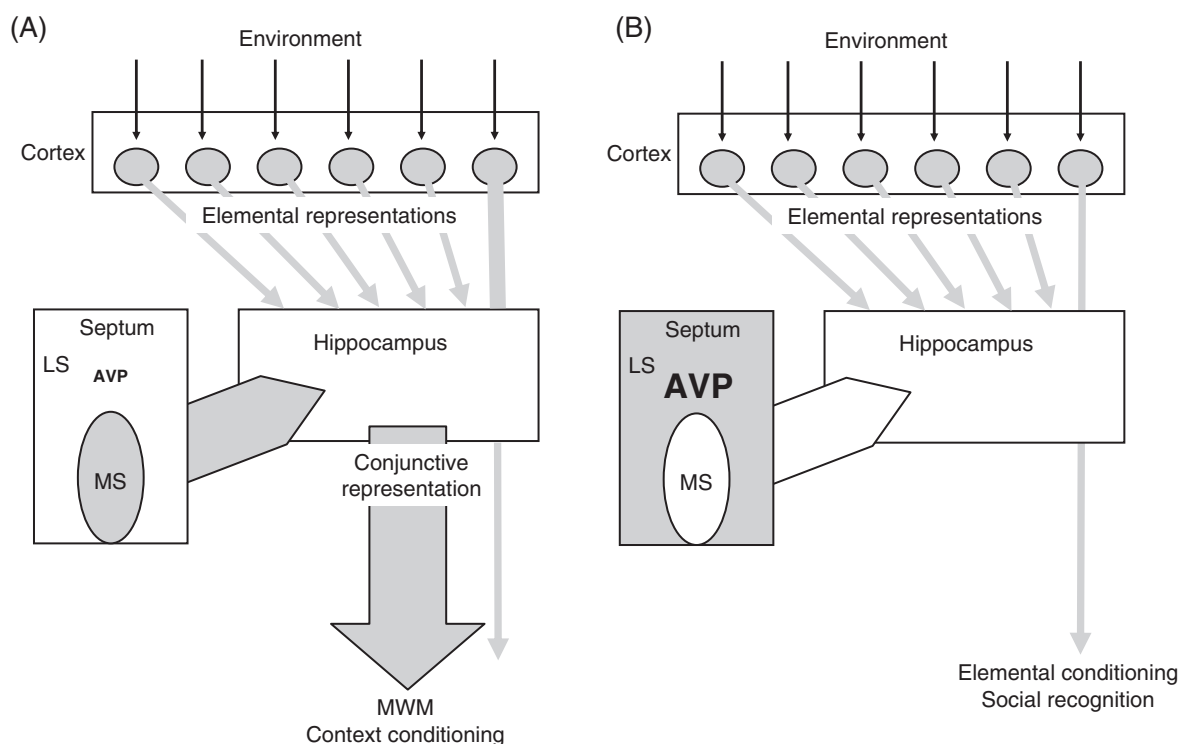 (A)
Environment
Cortex
Elemental representations
Septum
LS
AVP
MS
Hippocampus
Conjunctive
representation
MWM
Context conditioning
(B)
Environment
Cortex
Elemental representations
Septum
LS
AVP
MS
Hippocampus
Elemental conditioning
Social recognition